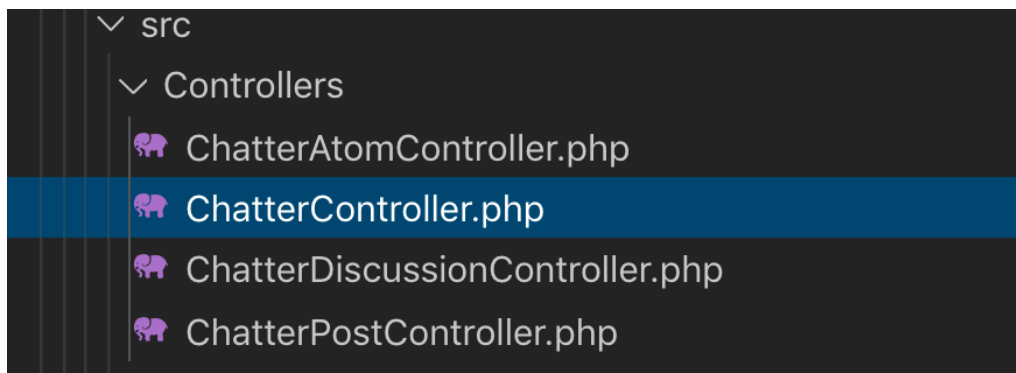 src
Controllers
ChatterAtomController.php
ChatterController.php
ChatterDiscussionController.php
ChatterPostController.php